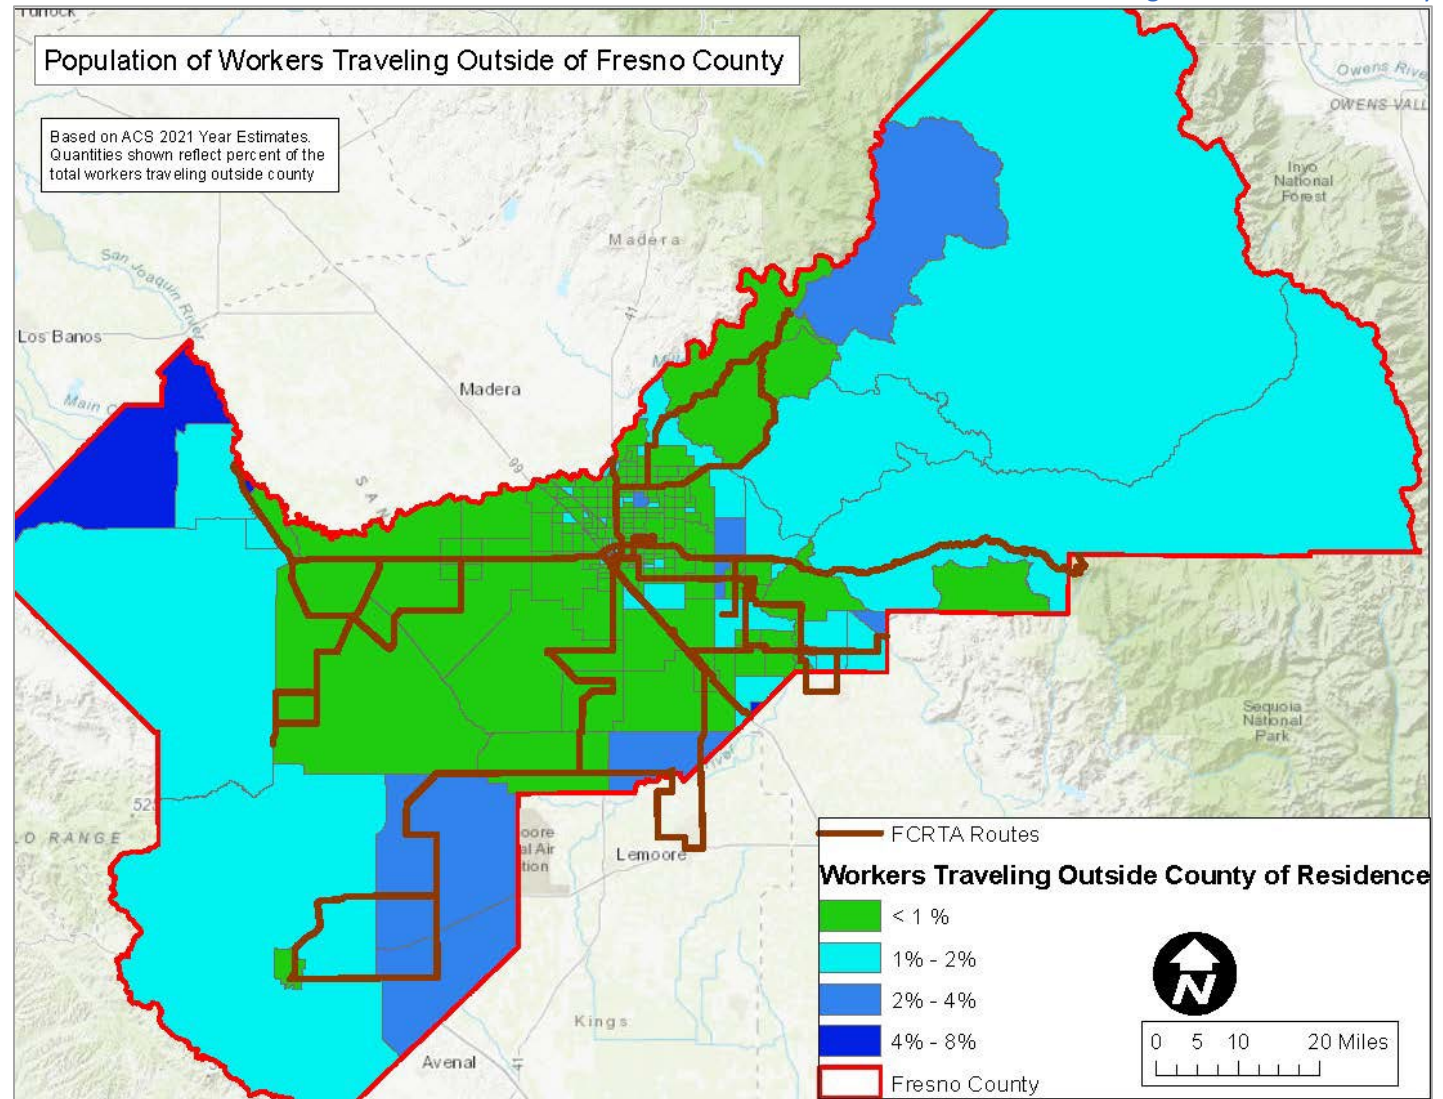 Population of Workers Traveling Outside of Fresno County
Based on ACS 2021 Year Estimates.
Quantities shown reflect percent of the
total workers traveling outside county
Owens
OWENS VALL
Inyo
National
Forest
Madera
San Joaquin River
Los Banos
Main
41
Madera
99
SAN
Sequoia
National
Park
Lemoore
Kings
Avenal
41
FCRTA Routes
Workers Traveling Outside County of Residence
< 1 %
1% - 2%
2% - 4%
4% - 8%
Fresno County
N
0 5 10 20 Miles